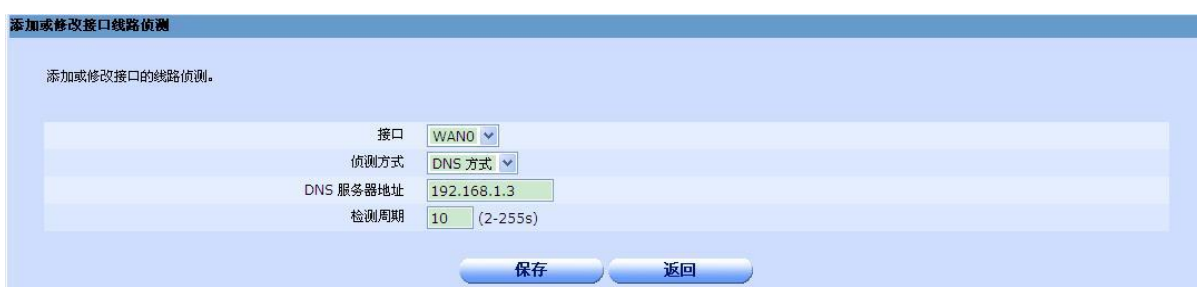 添加或修改接口线路侦测
添加或修改接口的线路侦测。
接口 WAN0
侦测方式 DNS 方式
DNS 服务器地址 192.168.1.3
检测周期 10 (2-255s)
保存 返回